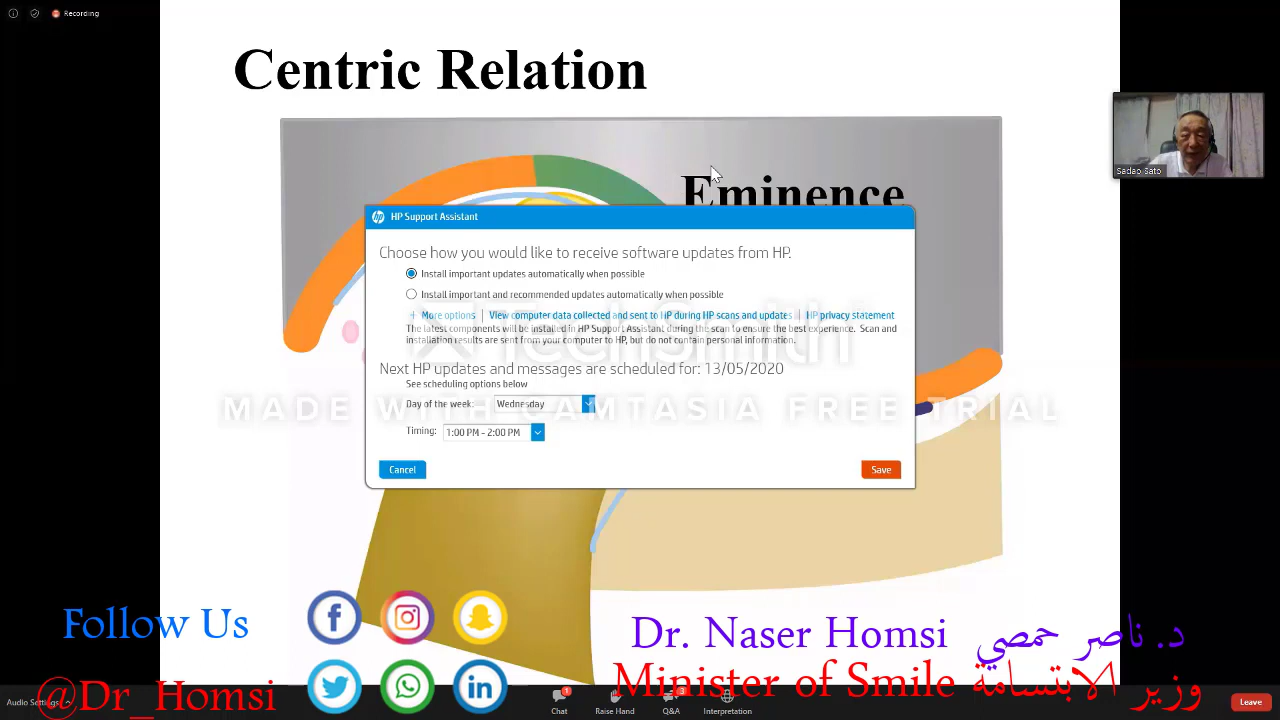 Recording
Centric Relation
Sadao Sato
Eminence
HP Support Assistant
Choose how you would like to receive software updates from HP.
Install important updates automatically when possible
Install important and recommended updates automatically when possible
+ More options | View computer data collected and sent to HP during HP scans and updates | HP privacy statement
The latest components will be installed in HP Support Assistant during the scan to ensure the best experience. Scan and
installation results are sent from your computer to HP, but do not contain personal information.
TechSmith
Next HP updates and messages are scheduled for: 13/05/2020
See scheduling options below
Day of the week: Wednesday
MADE WITH CAMTASIA FREE TRIAL
Timing: 1:00 PM - 2:00 PM
Cancel
Save
Follow Us
Dr. Naser Homsi د. ناصر حمصي
@Dr_Homsi
Minister of Smile وزير الابتسامة
Audio Settings
Chat 1
Raise Hand
Q&A 3
Interpretation
Leave